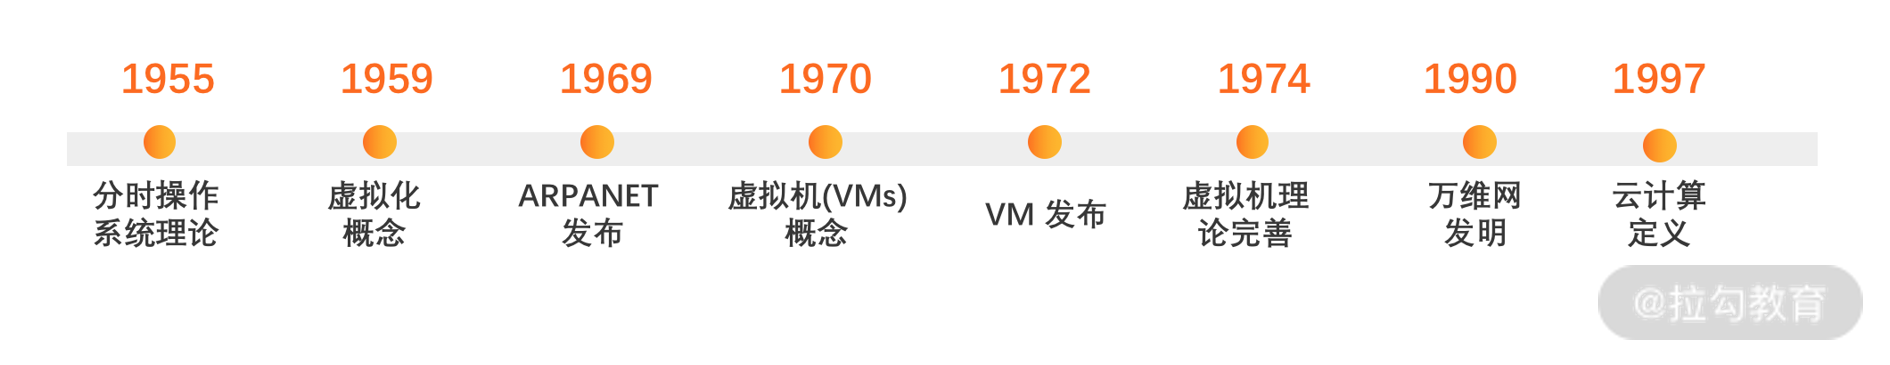 1955 1959 1969 1970 1972 1974 1990 1997
分时操作 虚拟化 ARPANET 虚拟机(VMs) VM 发布 虚拟机理 万维网 云计算
系统理论 概念 发布 概念 论完善 发明 定义
@拉勾教育